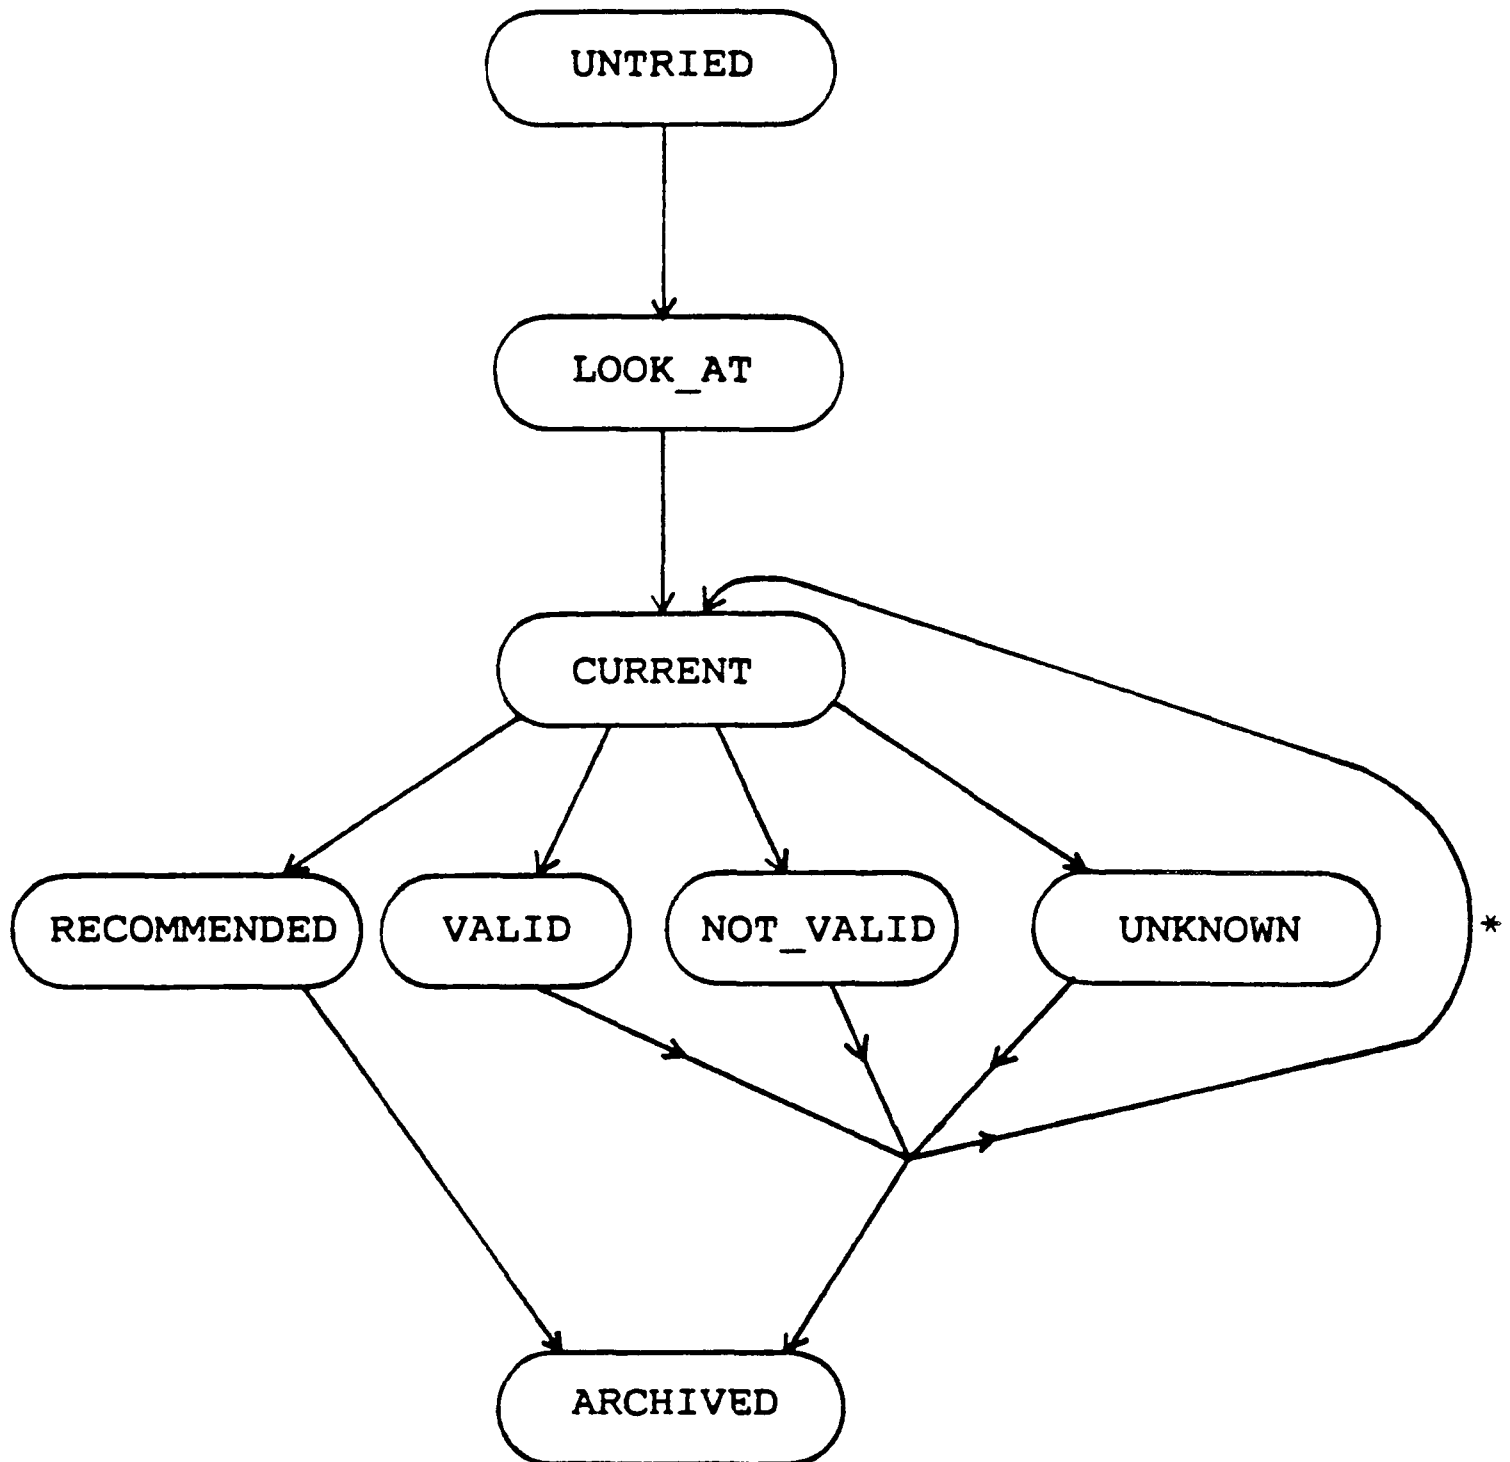 UNTRIED
LOOK_AT
CURRENT
RECOMMENDED VALID NOT_VALID UNKNOWN *
ARCHIVED